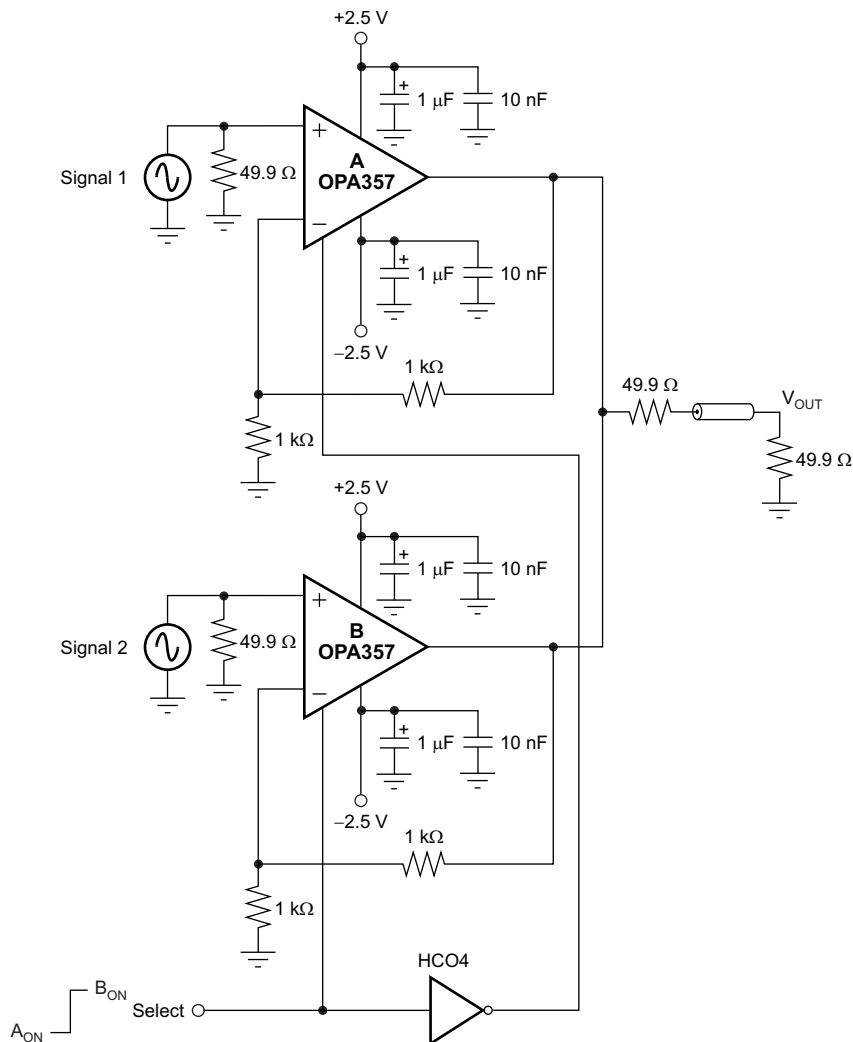 +2.5 V
+
1 μF
10 nF
+
A
OPA357
Signal 1
49.9 Ω
−
+
1 μF
10 nF
−2.5 V
1 kΩ
1 kΩ
49.9 Ω
V_OUT
49.9 Ω
+2.5 V
+
1 μF
10 nF
+
B
OPA357
Signal 2
49.9 Ω
−
+
1 μF
10 nF
−2.5 V
1 kΩ
1 kΩ
HCO4
B_ON
Select
A_ON